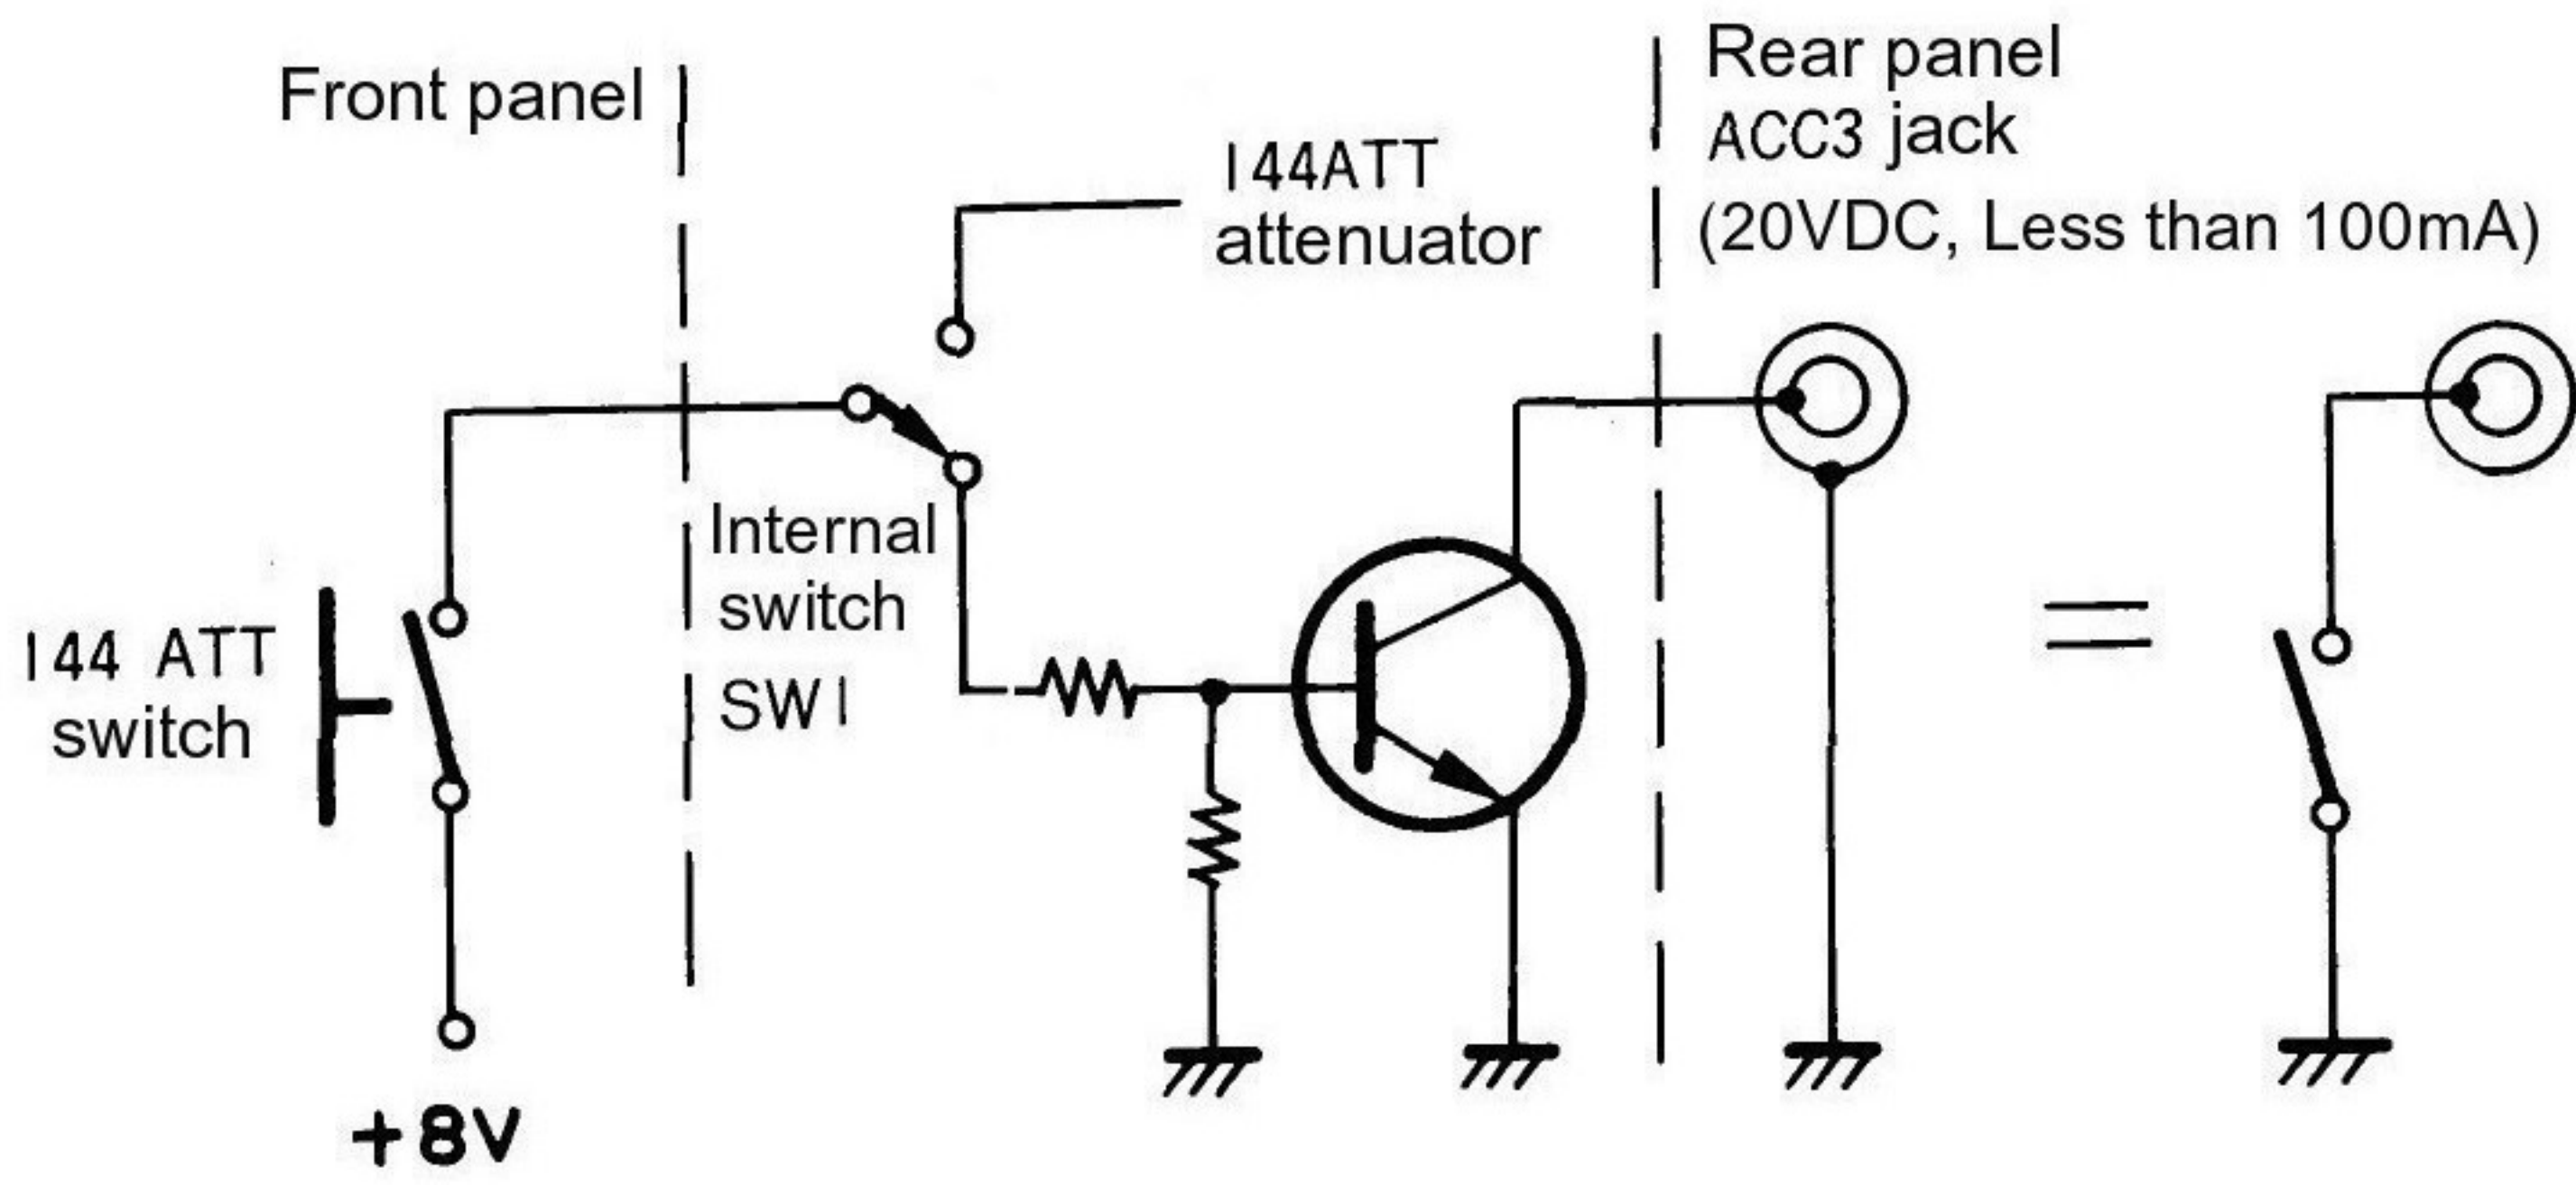 Front panel
Rear panel
ACC3 jack
(20VDC, Less than 100mA)
144ATT
attenuator
Internal
switch
SW1
144 ATT
switch
+8V